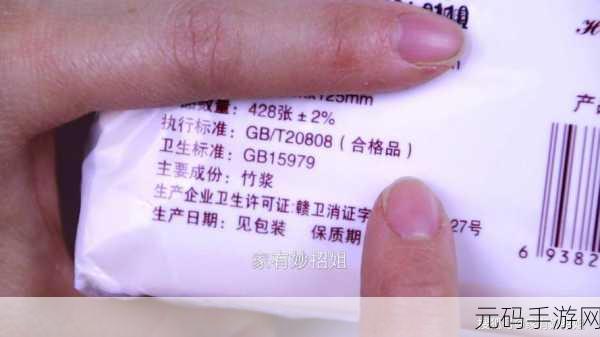 125mm
数量：428张±2%
执行标准：GB/T20808（合格品）
卫生标准：GB15979
主要成份：竹浆
生产企业卫生许可证:赣卫消证字 27号
生产日期：见包装 保质期
产
6 9382
家有妙招姐
元码手游网